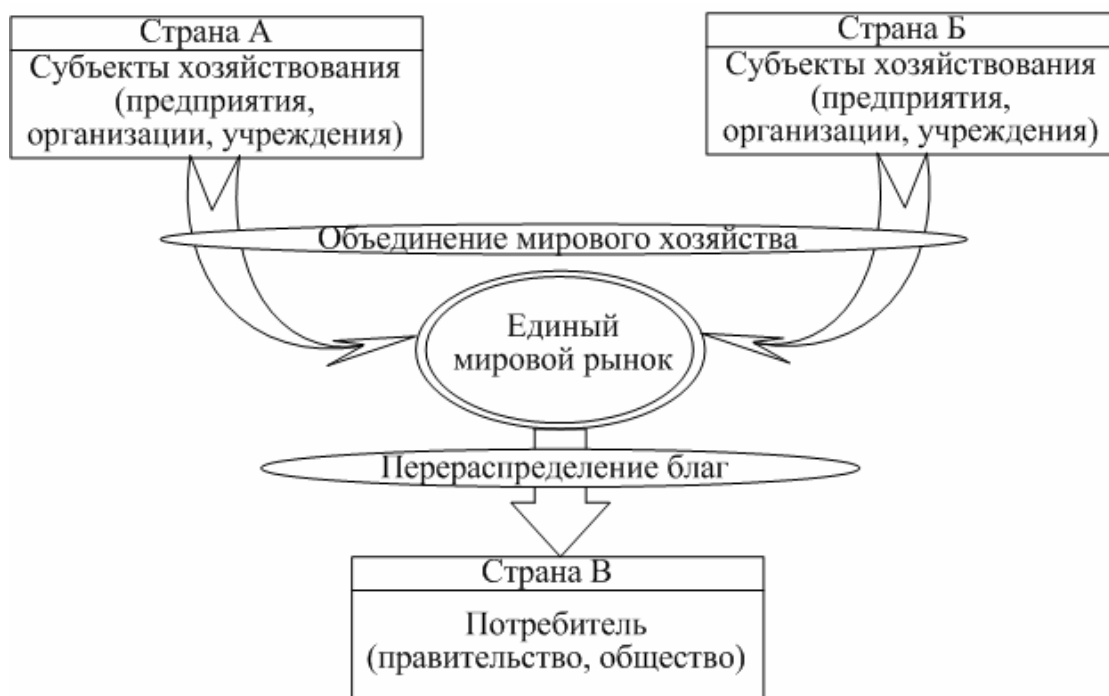 Страна А
Субъекты хозяйствования
(предприятия,
организации, учреждения)
Страна Б
Субъекты хозяйствования
(предприятия,
организации, учреждения)
Объединение мирового хозяйства
Единый
мировой рынок
Перераспределение благ
Страна В
Потребитель
(правительство, общество)